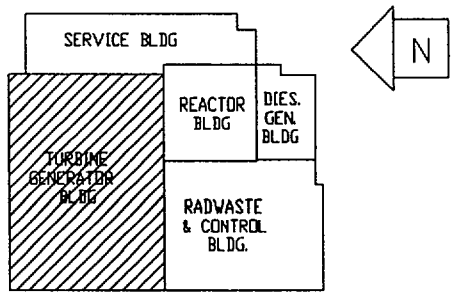 SERVICE BLDG
N
REACTOR
BLDG
DIES.
GEN.
BLDG
TURBINE
GENERATOR
BLDG
RADWASTE
& CONTROL
BLDG.